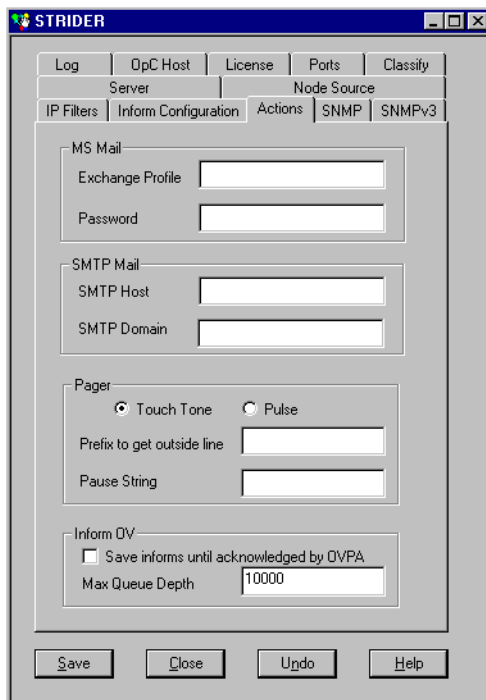 STRIDER
Log OpC Host License Ports Classify
Server Node Source
IP Filters Inform Configuration Actions SNMP SNMPv3
MS Mail
Exchange Profile
Password
SMTP Mail
SMTP Host
SMTP Domain
Pager
Touch Tone Pulse
Prefix to get outside line
Pause String
Inform OV
Save informs until acknowledged by OVPA
Max Queue Depth 10000
Save Close Undo Help